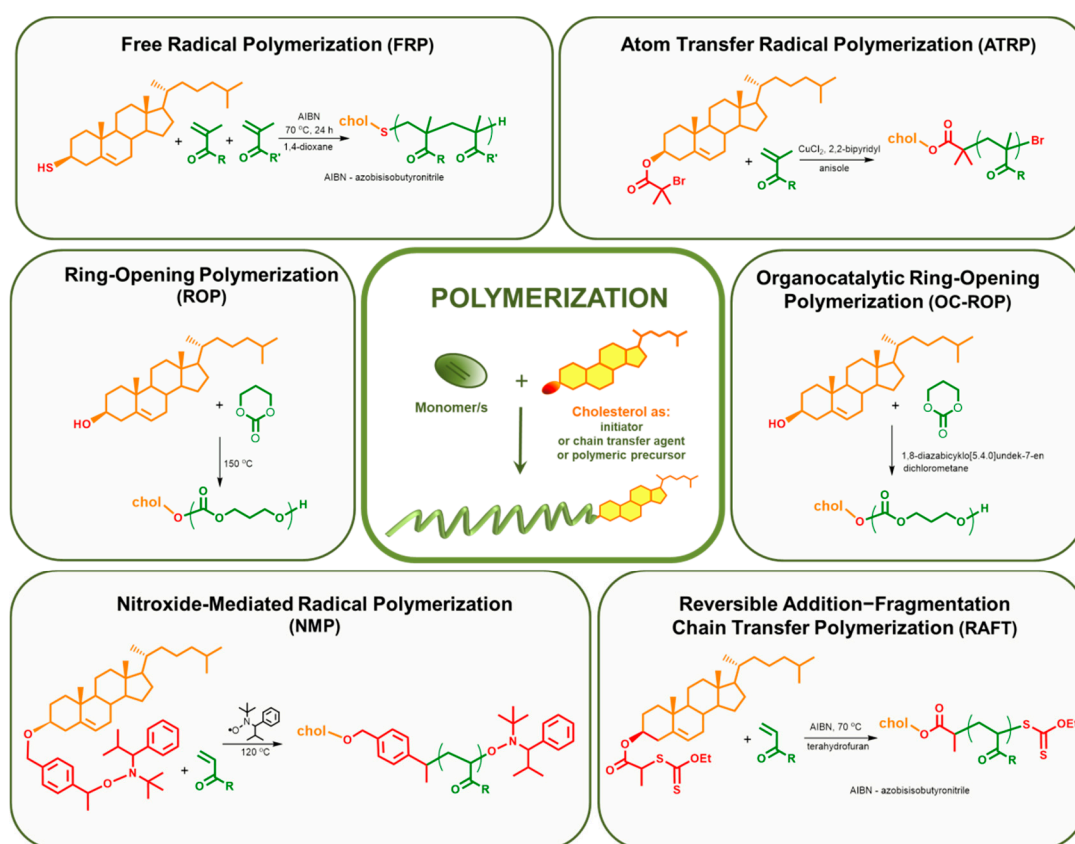 Free Radical Polymerization (FRP)
HS
+
O
R
+
O
R'
AIBN
70 °C, 24 h
1,4-dioxane
chol
S
H
O
R
O
R'
AIBN - azobisisobutyronitrile
Atom Transfer Radical Polymerization (ATRP)
O
O
Br
+
O
R
CuCl2, 2,2-bipyridyl
anisole
chol
O
O
Br
O
R
Ring-Opening Polymerization
(ROP)
HO
+
O
O
O
150 °C
chol
O
O
O
O
H
POLYMERIZATION
Monomer/s
+
Cholesterol as:
initiator
or chain transfer agent
or polymeric precursor
Organocatalytic Ring-Opening
Polymerization (OC-ROP)
HO
+
O
O
O
1,8-diazabicyklo[5.4.0]undek-7-en
dichlorometane
chol
O
O
O
O
H
Nitroxide-Mediated Radical Polymerization
(NMP)
O
O
N
+
O
R
O
N
120 °C
chol
O
O
N
O
R
Reversible Addition−Fragmentation
Chain Transfer Polymerization (RAFT)
O
O
S
OEt
S
+
O
R
AIBN, 70 °C
terahydrofuran
chol
O
O
S
OEt
S
O
R
AIBN - azobisisobutyronitrile